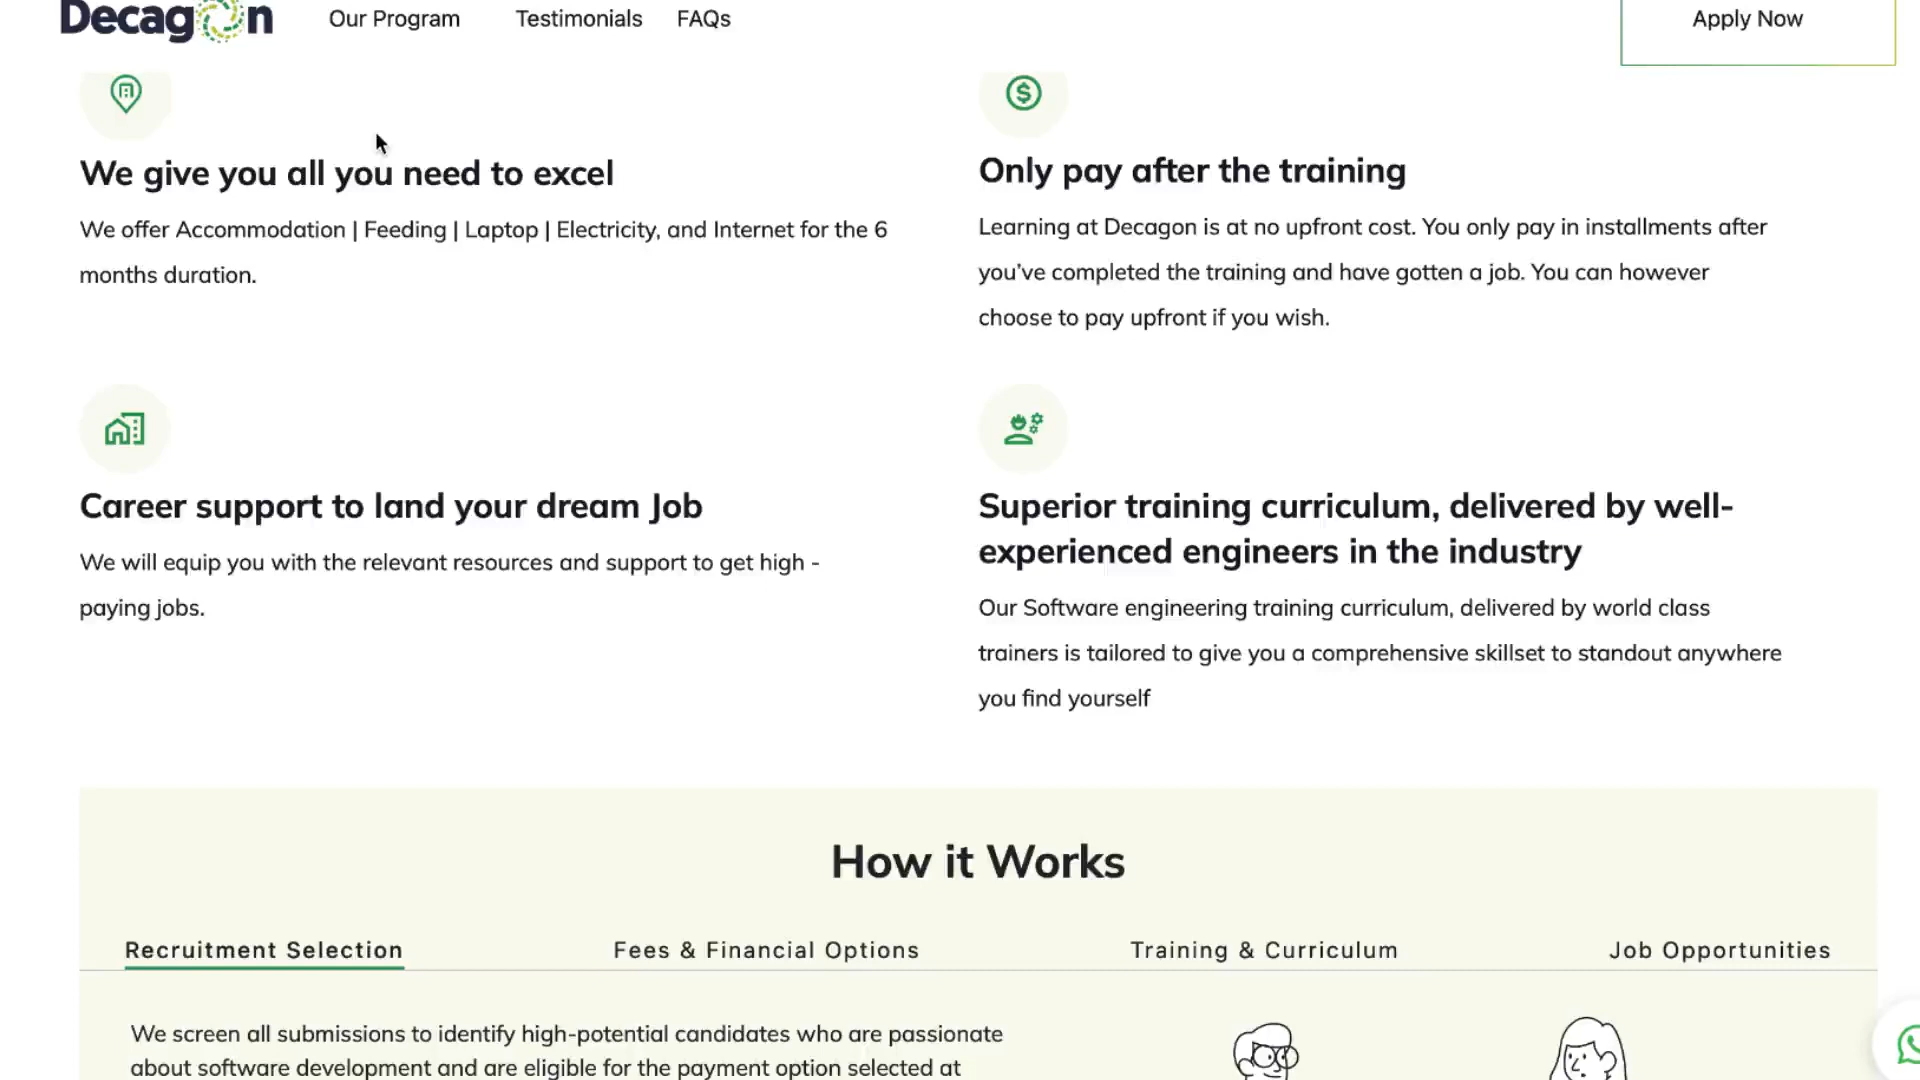 Decagon
Our Program
Testimonials
FAQs
Apply Now
We give you all you need to excel
We offer Accommodation | Feeding | Laptop | Electricity, and Internet for the 6
months duration.
Only pay after the training
Learning at Decagon is at no upfront cost. You only pay in installments after
you’ve completed the training and have gotten a job. You can however
choose to pay upfront if you wish.
Career support to land your dream Job
We will equip you with the relevant resources and support to get high -
paying jobs.
Superior training curriculum, delivered by well-
experienced engineers in the industry
Our Software engineering training curriculum, delivered by world class
trainers is tailored to give you a comprehensive skillset to standout anywhere
you find yourself
How it Works
Recruitment Selection
Fees & Financial Options
Training & Curriculum
Job Opportunities
We screen all submissions to identify high-potential candidates who are passionate
about software development and are eligible for the payment option selected at